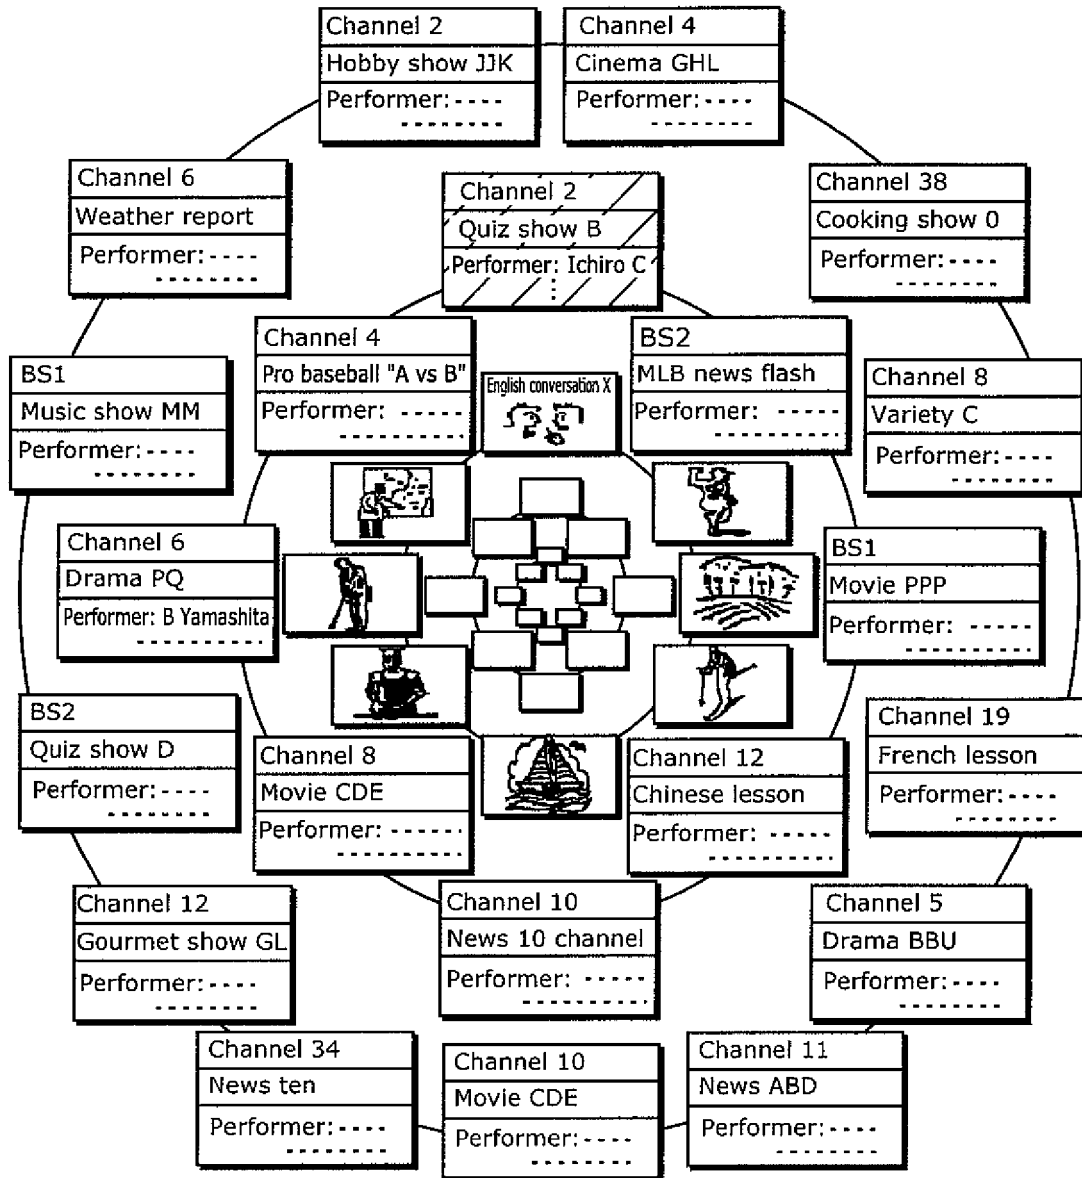 Channel 2
Hobby show JJK
Performer: ----
--------
Channel 4
Cinema GHL
Performer: ----
--------
Channel 6
Weather report
Performer: ----
--------
Channel 2
Quiz show B
Performer: Ichiro C
⋮
Channel 38
Cooking show 0
Performer: ----
--------
Channel 4
Pro baseball "A vs B"
Performer: -----
---------
English conversation X
BS2
MLB news flash
Performer: -----
---------
BS1
Music show MM
Performer: ----
--------
Channel 8
Variety C
Performer: ----
--------
Channel 6
Drama PQ
Performer: B Yamashita
---------
BS1
Movie PPP
Performer: -----
---------
BS2
Quiz show D
Performer: ----
--------
Channel 19
French lesson
Performer: ----
--------
Channel 8
Movie CDE
Performer: -----
---------
Channel 12
Chinese lesson
Performer: -----
---------
Channel 12
Gourmet show GL
Performer: ----
--------
Channel 10
News 10 channel
Performer: -----
---------
Channel 5
Drama BBU
Performer: ----
--------
Channel 34
News ten
Performer: ----
--------
Channel 10
Movie CDE
Performer: ----
--------
Channel 11
News ABD
Performer: ----
--------